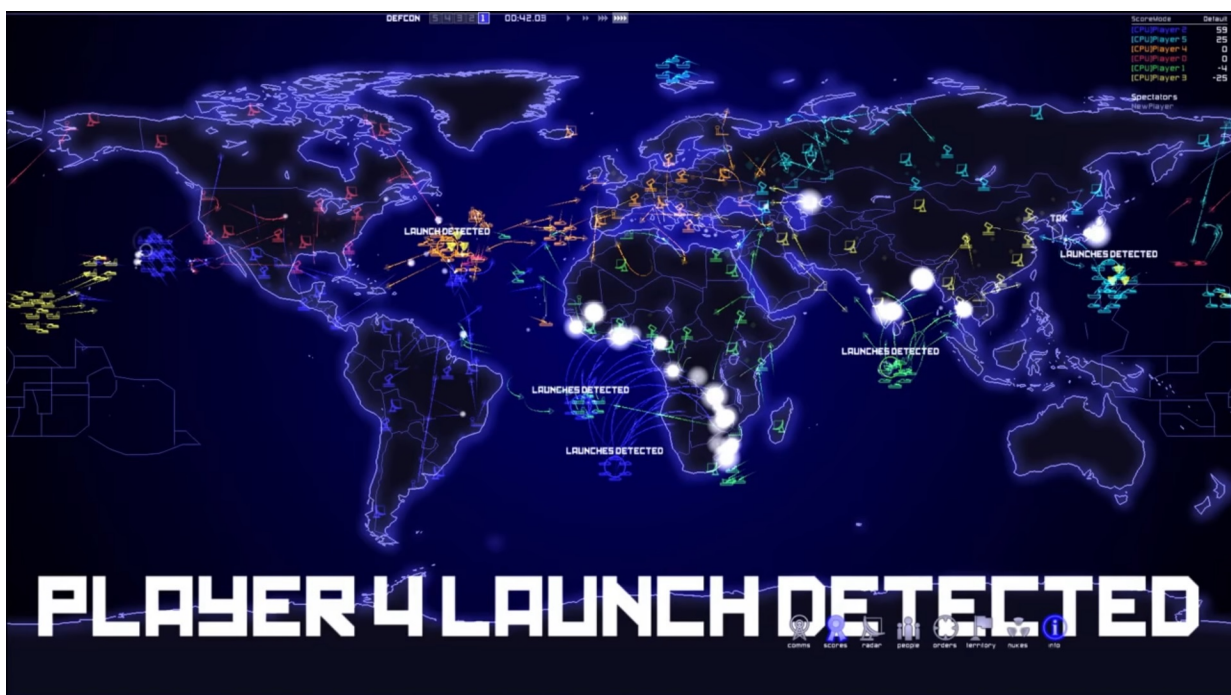 DEFCON 5 4 3 2 1 00:42.03
ScoreMode Default
[CPU]Player 2 59
[CPU]Player 5 25
[CPU]Player 4 0
[CPU]Player 0 0
[CPU]Player 1 -4
[CPU]Player 3 -25
Spectators
NewPlayer
TRK
LAUNCH DETECTED
LAUNCHES DETECTED
LAUNCHES DETECTED
LAUNCHES DETECTED
LAUNCHES DETECTED
PLAYER 4 LAUNCH DETECTED
comms scores radar people orders territory nukes info